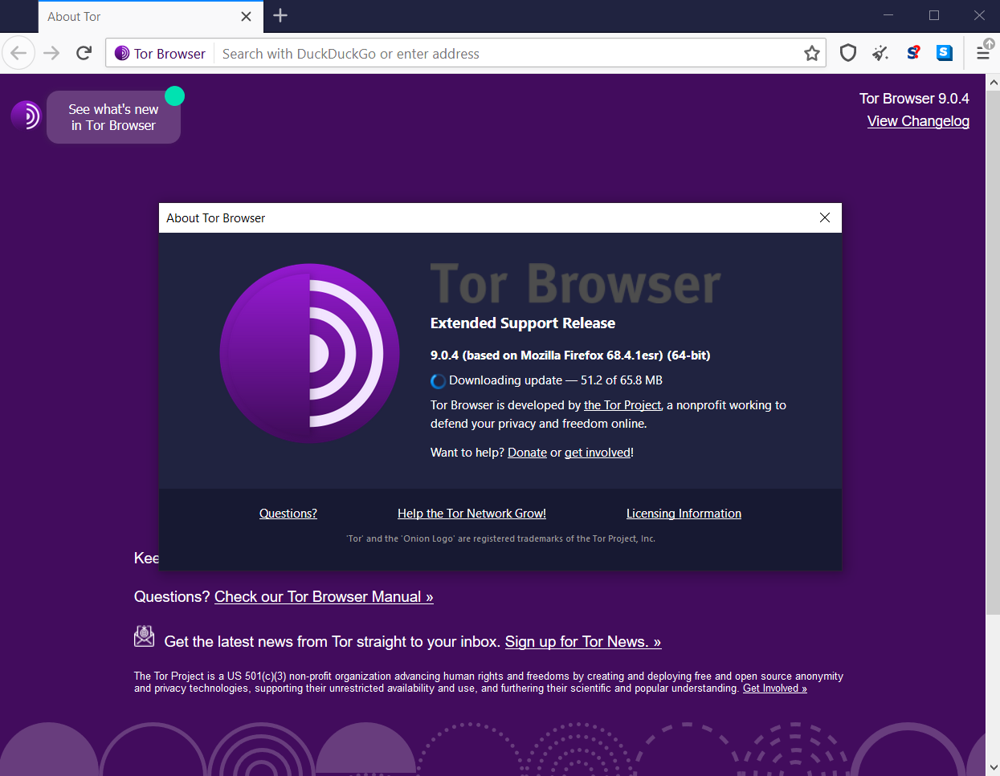 About Tor
Tor Browser
Search with DuckDuckGo or enter address
S?
S
See what's new
in Tor Browser
Tor Browser 9.0.4
View Changelog
About Tor Browser
Tor Browser
Extended Support Release
9.0.4 (based on Mozilla Firefox 68.4.1esr) (64-bit)
Downloading update — 51.2 of 65.8 MB
Tor Browser is developed by the Tor Project, a nonprofit working to
defend your privacy and freedom online.
Want to help? Donate or get involved!
Questions? Help the Tor Network Grow! Licensing Information
'Tor' and the 'Onion Logo' are registered trademarks of the Tor Project, Inc.
Kee
Questions? Check our Tor Browser Manual »
Get the latest news from Tor straight to your inbox. Sign up for Tor News. »
The Tor Project is a US 501(c)(3) non-profit organization advancing human rights and freedoms by creating and deploying free and open source anonymity
and privacy technologies, supporting their unrestricted availability and use, and furthering their scientific and popular understanding. Get Involved »